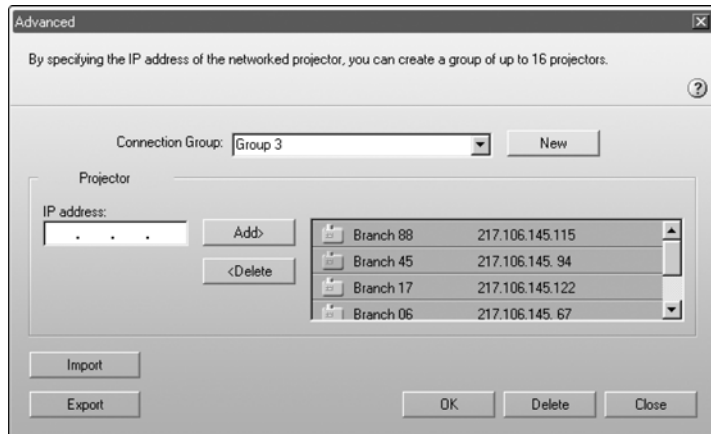 Advanced
By specifying the IP address of the networked projector, you can create a group of up to 16 projectors.
?
Connection Group: Group 3 New
Projector
IP address:
. . .
Add>
<Delete
Branch 88 217.106.145.115
Branch 45 217.106.145. 94
Branch 17 217.106.145.122
Branch 06 217.106.145. 67
Import
Export OK Delete Close